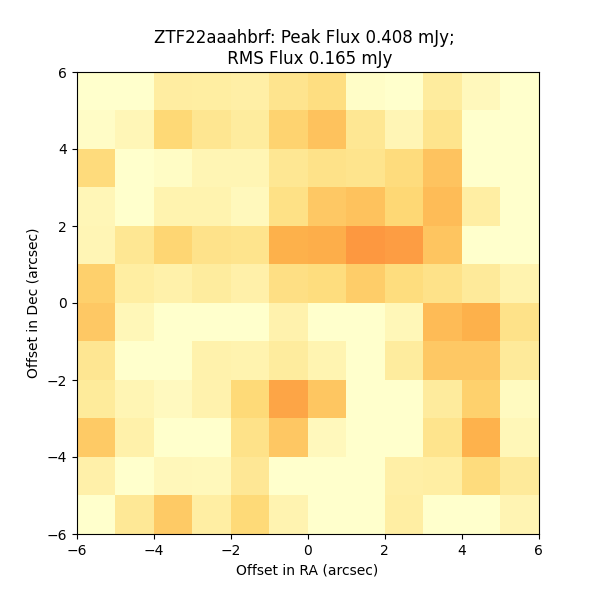 ZTF22aaahbrf: Peak Flux 0.408 mJy;
RMS Flux 0.165 mJy
6
4
2
0
−2
−4
−6
Offset in Dec (arcsec)
−6 −4 −2 0 2 4 6
Offset in RA (arcsec)